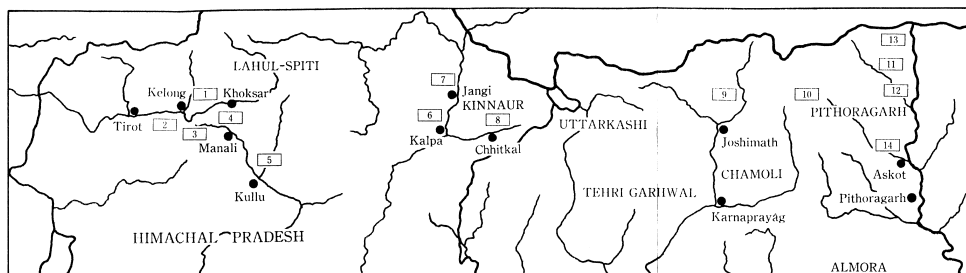 13
LAHUL-SPITI
11
7
Kelong
1
Khoksar
Jangi
9
10
12
KINNAUR
PITHORAGARH
Tirot
2
3
4
6
8
UTTARKASHI
Manali
Kalpa
Chhitkal
Joshimath
14
5
CHAMOLI
Askot
Kullu
TEHRI GARHWAL
Pithoragarh
Karnaprayág
HIMACHAL PRADESH
ALMORA